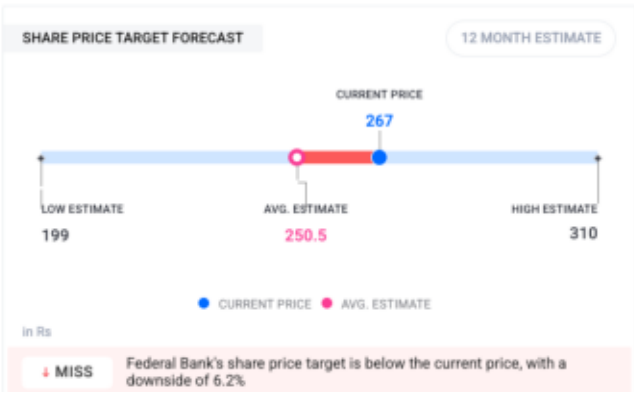 SHARE PRICE TARGET FORECAST
12 MONTH ESTIMATE
CURRENT PRICE
267
LOW ESTIMATE
199
AVG. ESTIMATE
250.5
HIGH ESTIMATE
310
CURRENT PRICE
AVG. ESTIMATE
in Rs
↓ MISS
Federal Bank's share price target is below the current price, with a
downside of 6.2%